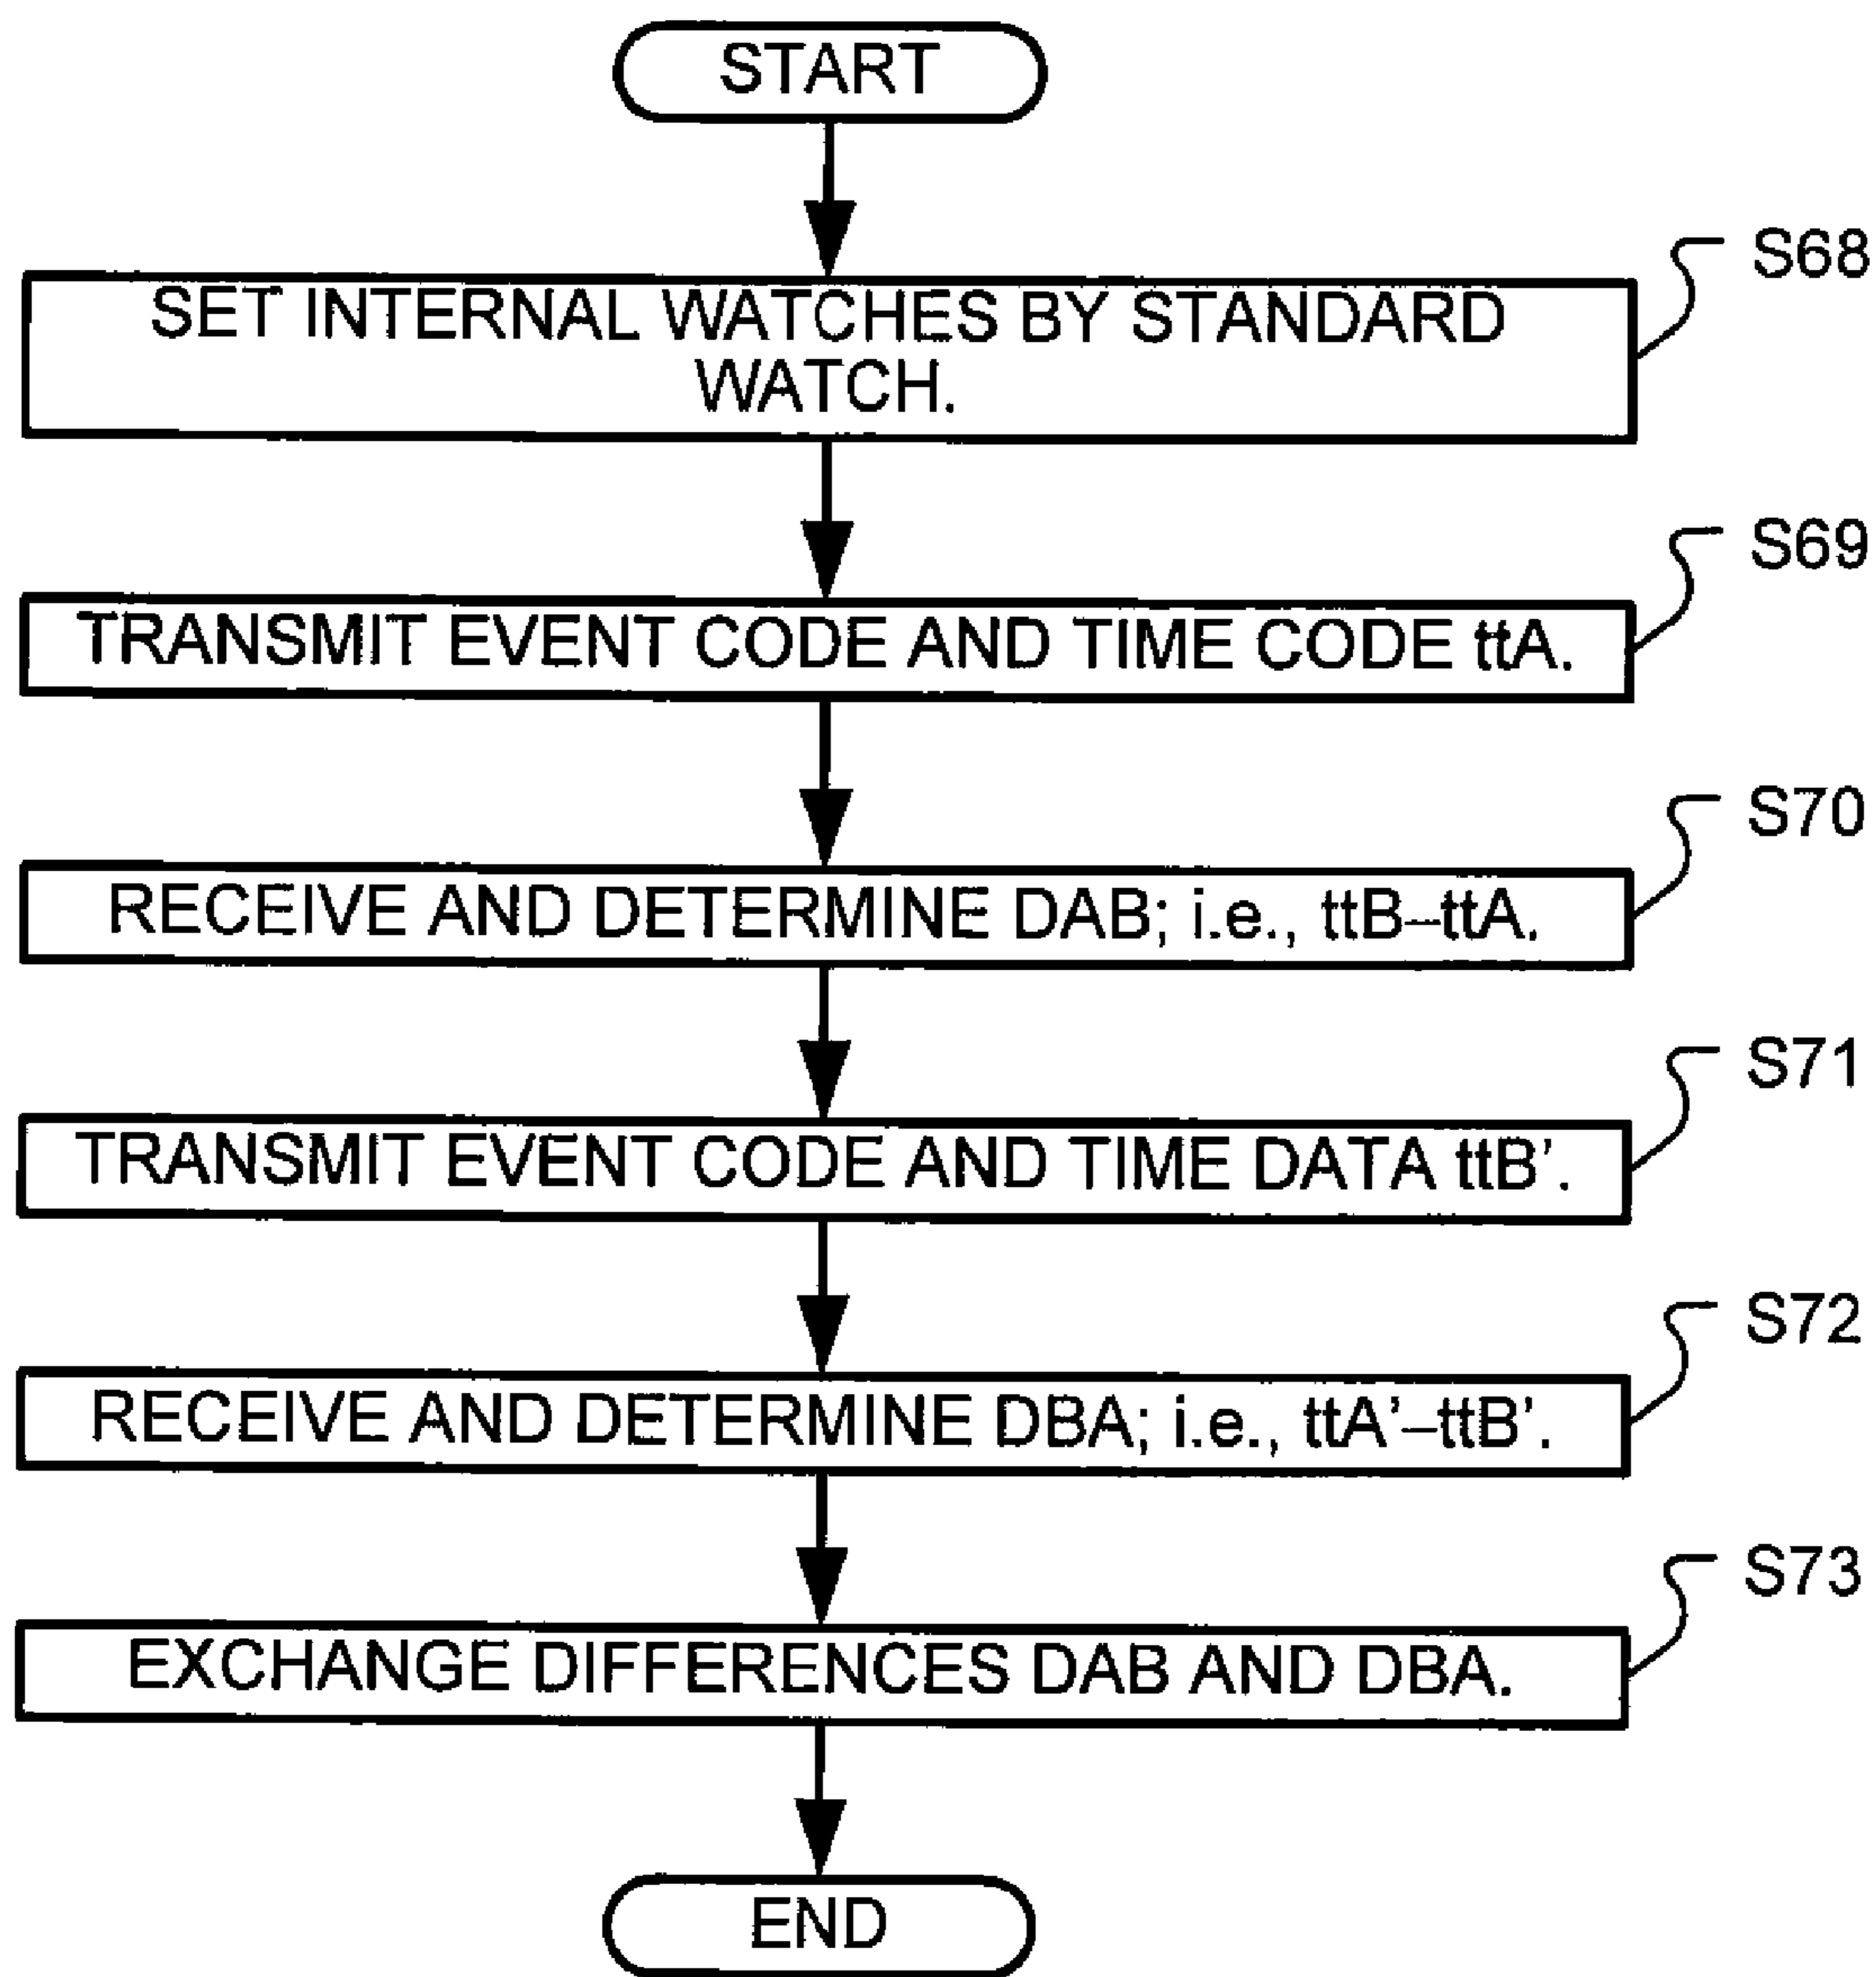 START
S68
SET INTERNAL WATCHES BY STANDARD
WATCH.
S69
TRANSMIT EVENT CODE AND TIME CODE ttA.
S70
RECEIVE AND DETERMINE DAB; i.e., ttB–ttA.
S71
TRANSMIT EVENT CODE AND TIME DATA ttB’.
S72
RECEIVE AND DETERMINE DBA; i.e., ttA’–ttB’.
S73
EXCHANGE DIFFERENCES DAB AND DBA.
END